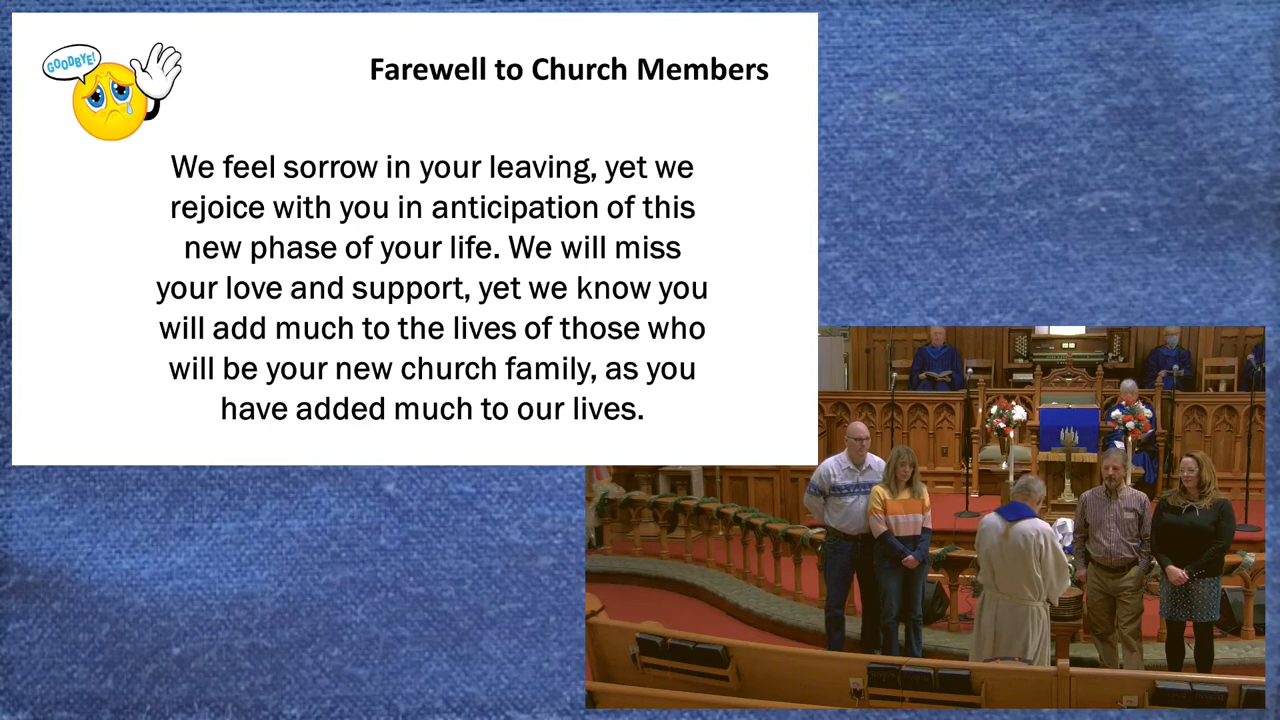 GOODBYE!
Farewell to Church Members
We feel sorrow in your leaving, yet we
rejoice with you in anticipation of this
new phase of your life. We will miss
your love and support, yet we know you
will add much to the lives of those who
will be your new church family, as you
have added much to our lives.